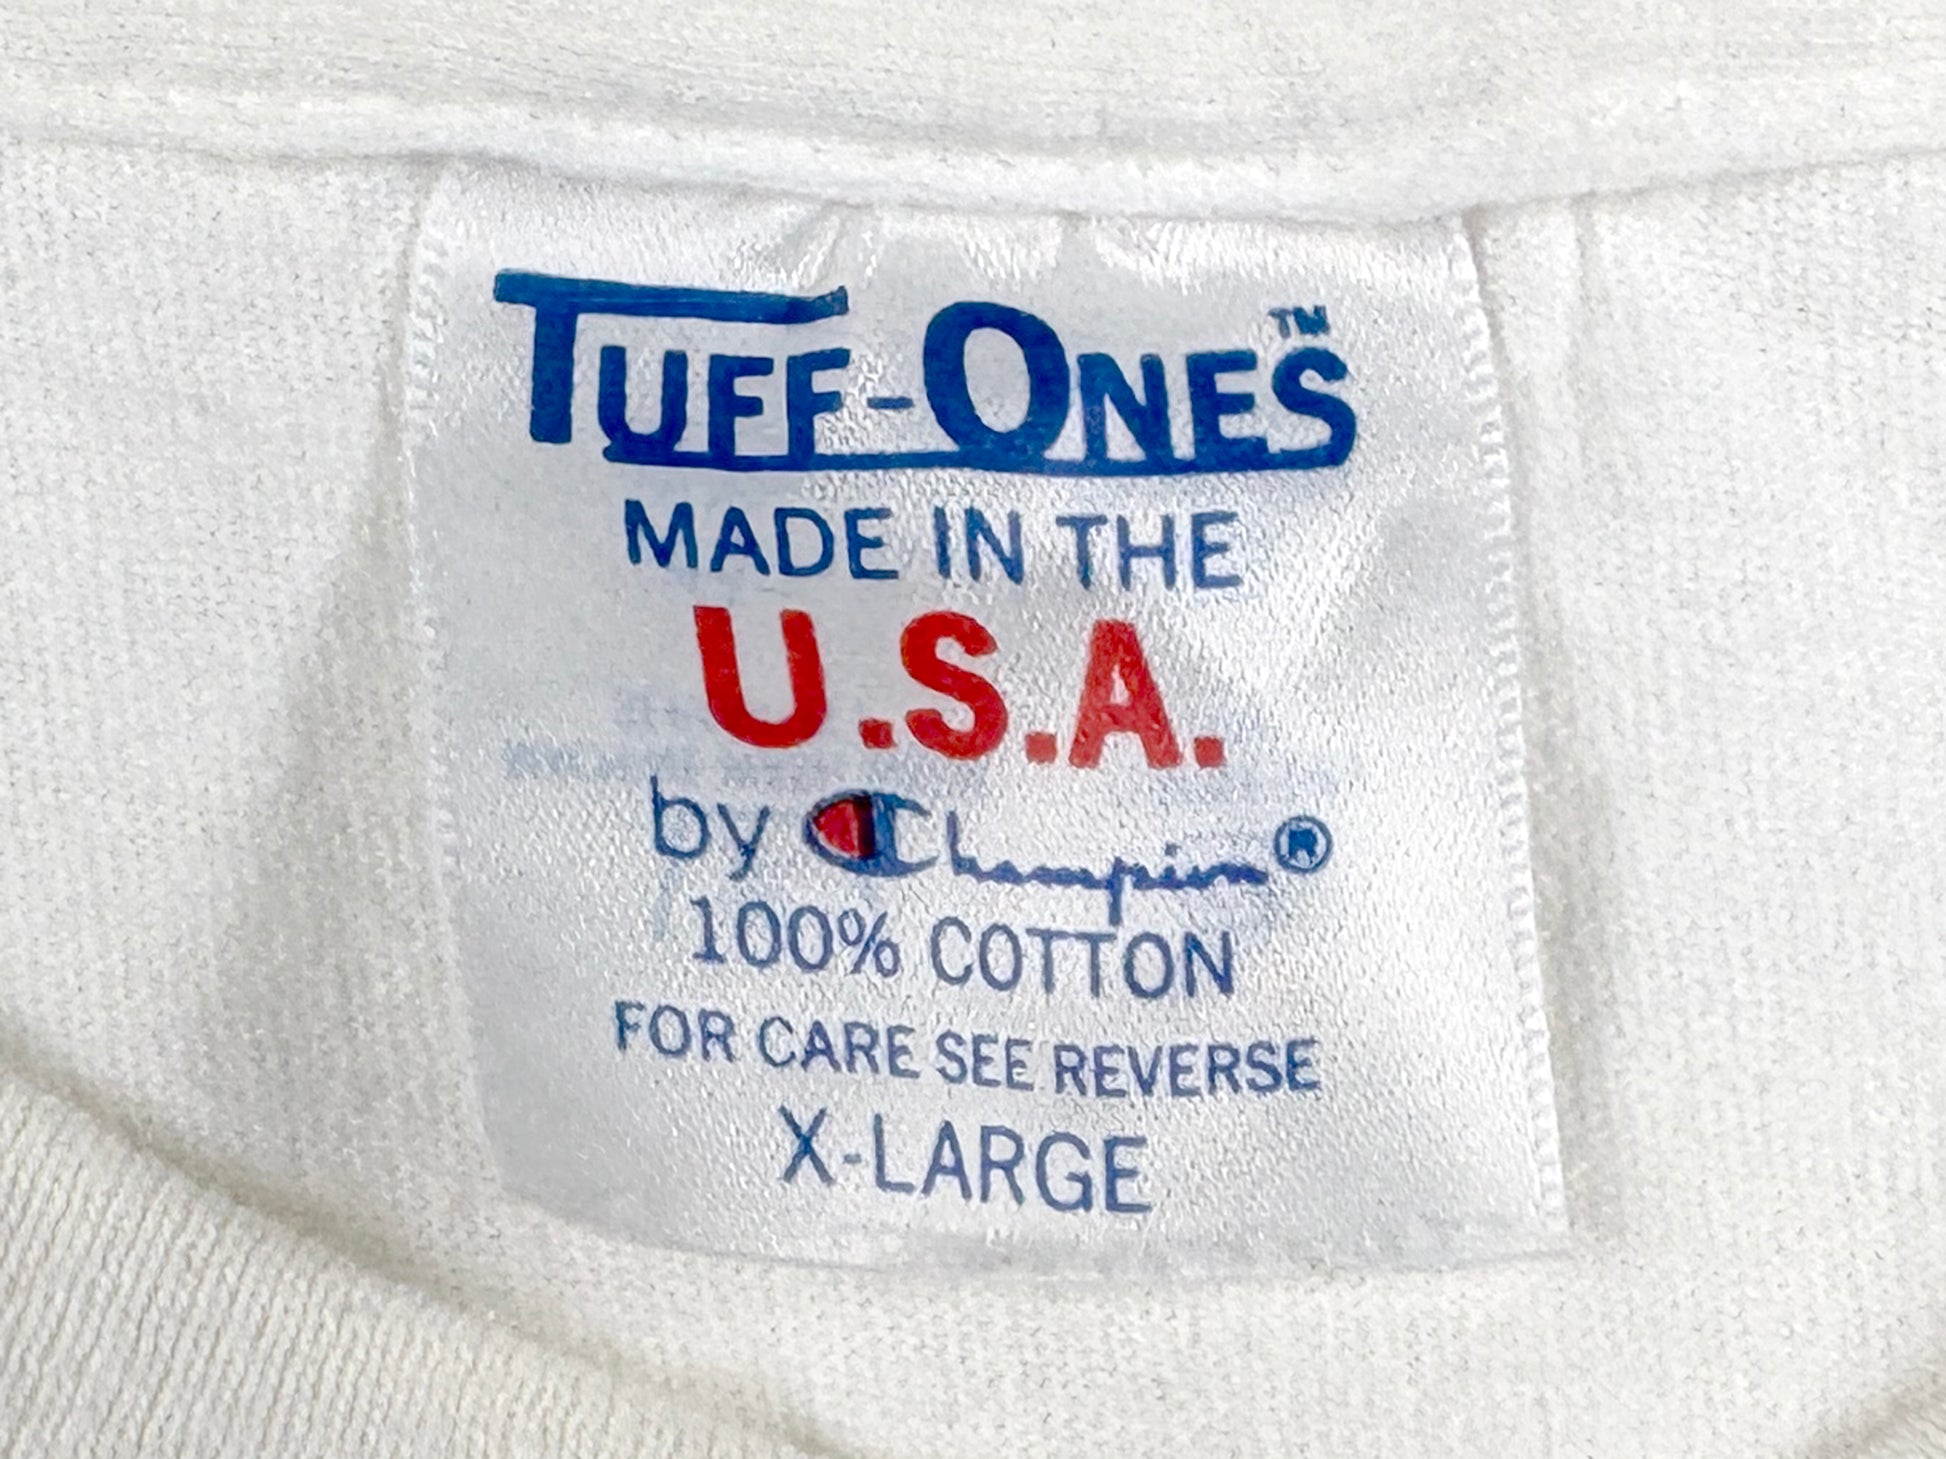 TUFF-ONES™
MADE IN THE
U.S.A.
by Champion®
100% COTTON
FOR CARE SEE REVERSE
X-LARGE